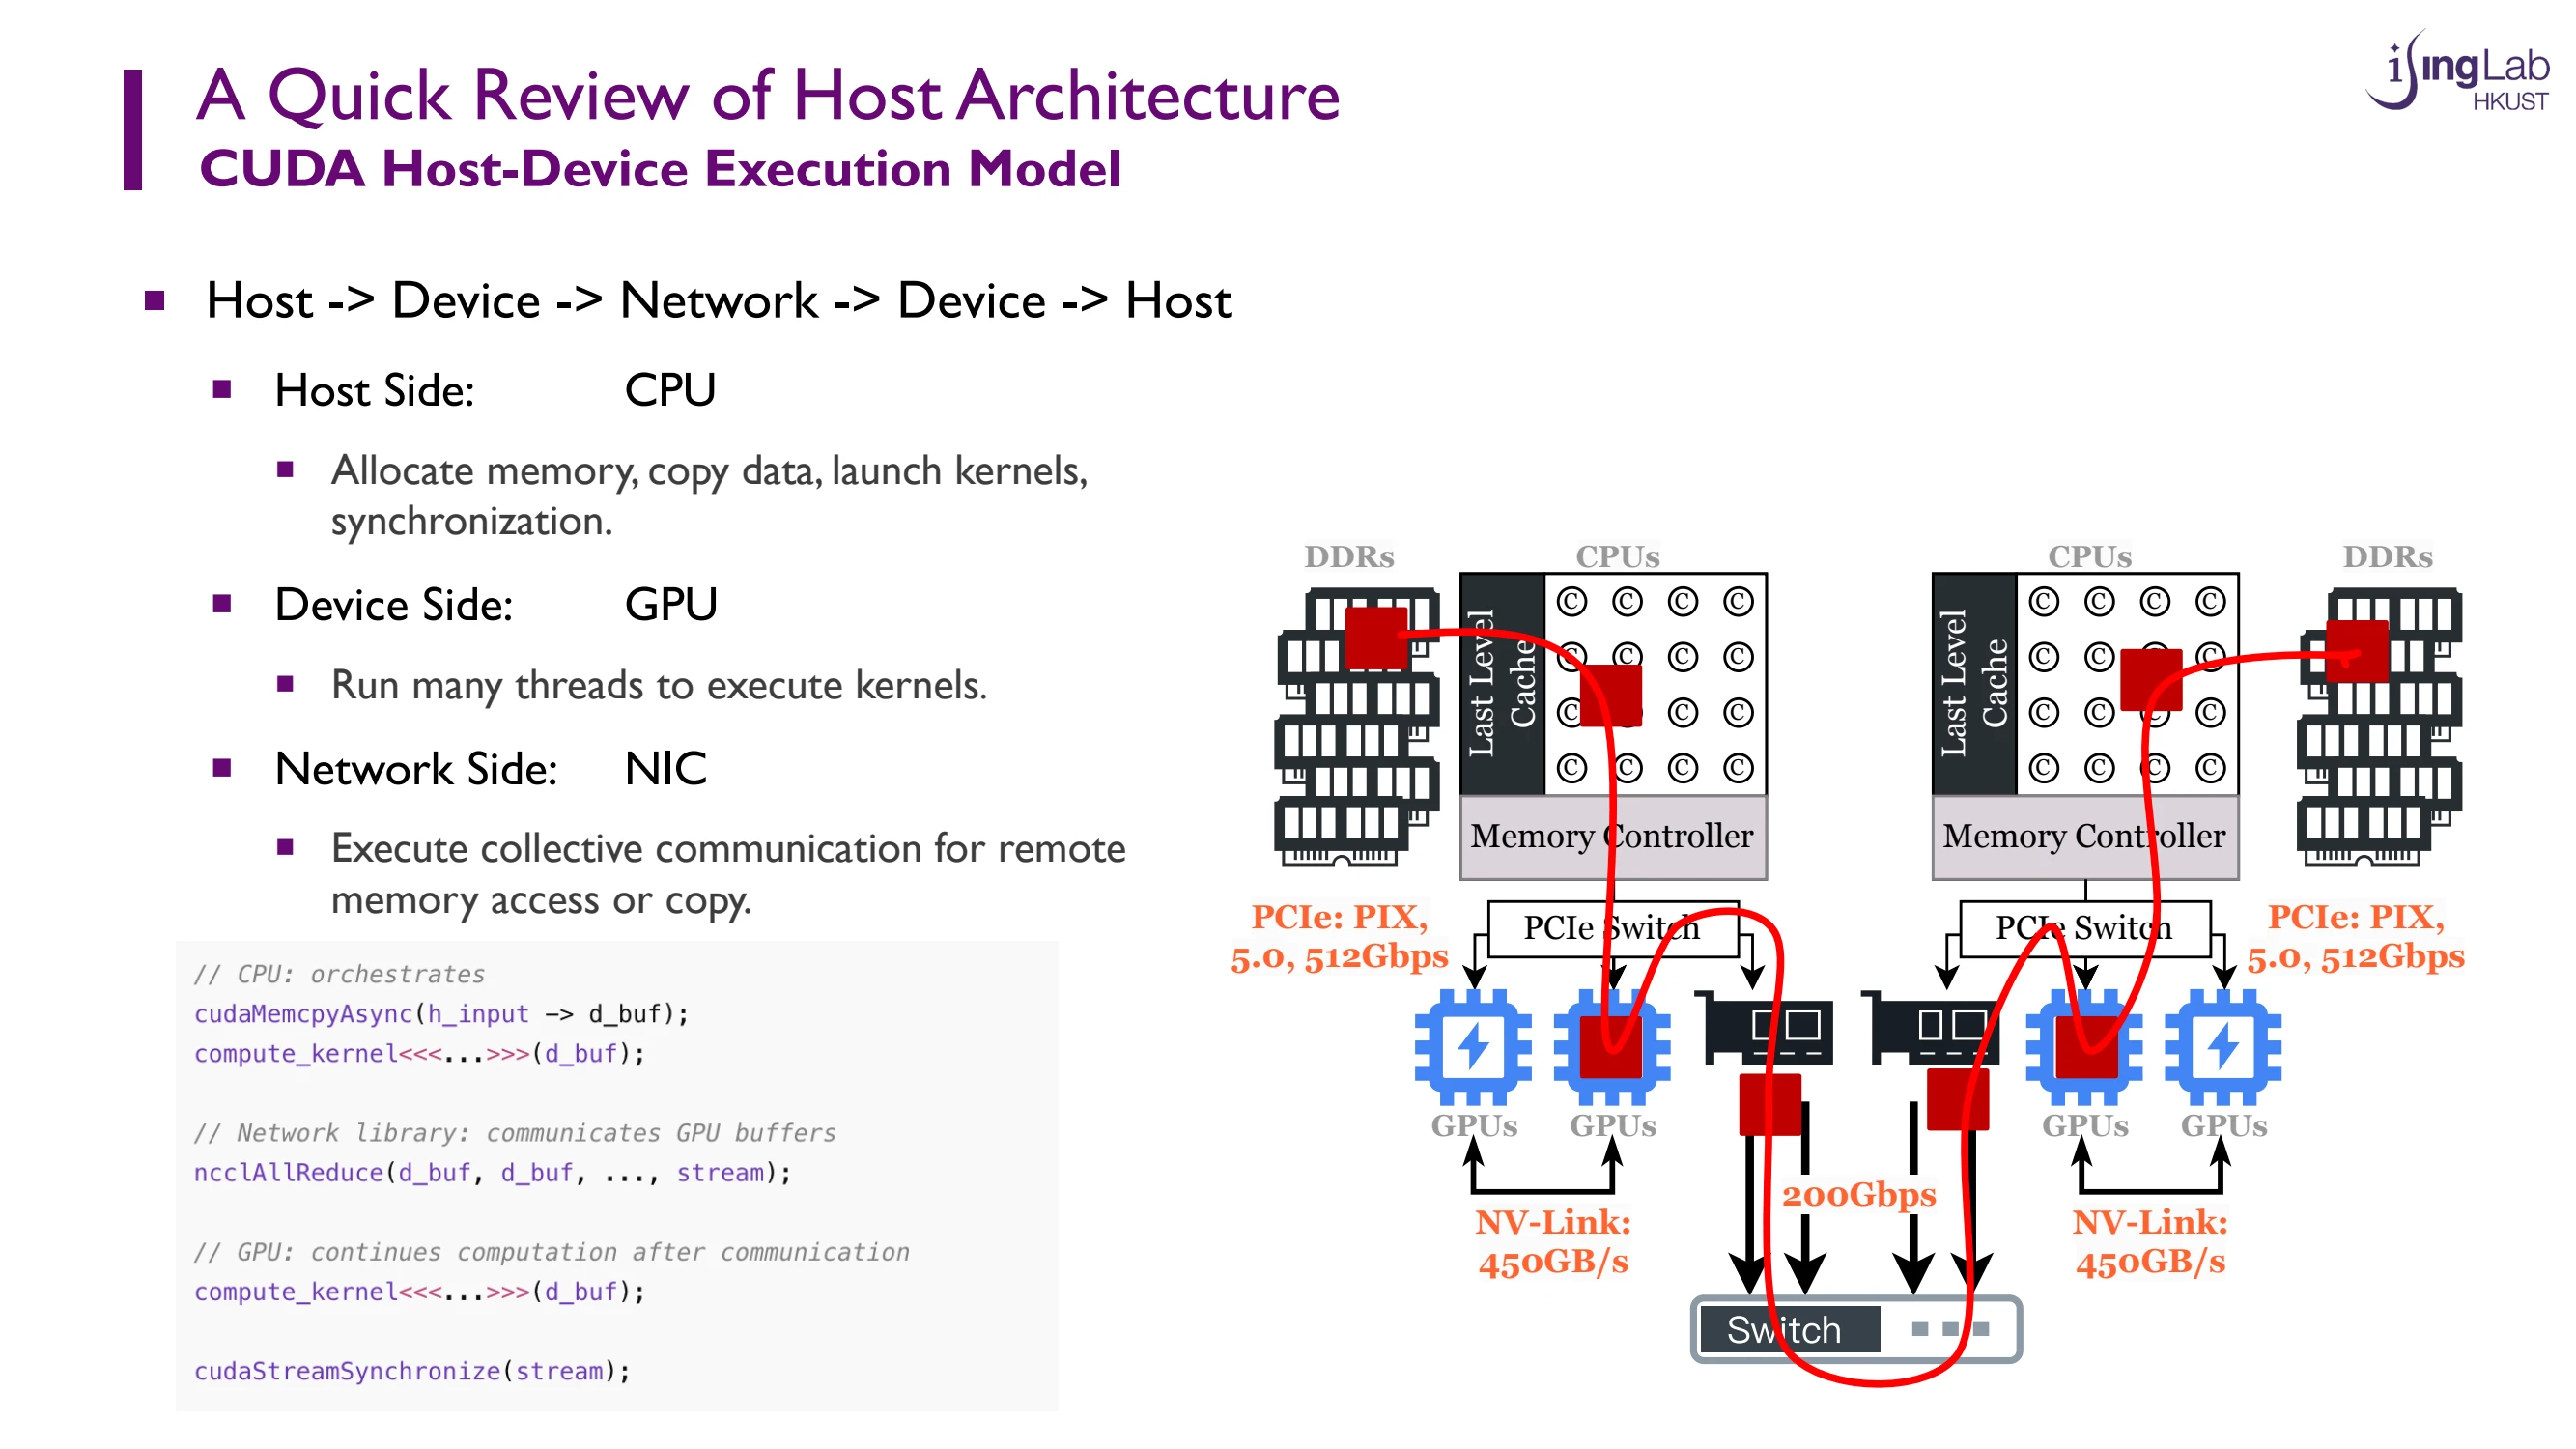 A Quick Review of Host Architecture
CUDA Host-Device Execution Model
iSingLab
HKUST
Host -> Device -> Network -> Device -> Host
Host Side: CPU
Allocate memory, copy data, launch kernels,
synchronization.
Device Side: GPU
Run many threads to execute kernels.
Network Side: NIC
Execute collective communication for remote
memory access or copy.
// CPU: orchestrates
cudaMemcpyAsync(h_input -> d_buf);
compute_kernel<<<...>>>(d_buf);
// Network library: communicates GPU buffers
ncclAllReduce(d_buf, d_buf, ..., stream);
// GPU: continues computation after communication
compute_kernel<<<...>>>(d_buf);
cudaStreamSynchronize(stream);
DDRs
CPUs
Last Level
Cache
© © © ©
© © © ©
© © ©
© © © ©
Memory Controller
PCIe Switch
PCIe: PIX,
5.0, 512Gbps
GPUs
GPUs
NV-Link:
450GB/s
200Gbps
Switch
CPUs
DDRs
Last Level
Cache
© © © ©
© © © ©
© © © ©
© © © ©
Memory Controller
PCIe Switch
PCIe: PIX,
5.0, 512Gbps
GPUs
GPUs
NV-Link:
450GB/s